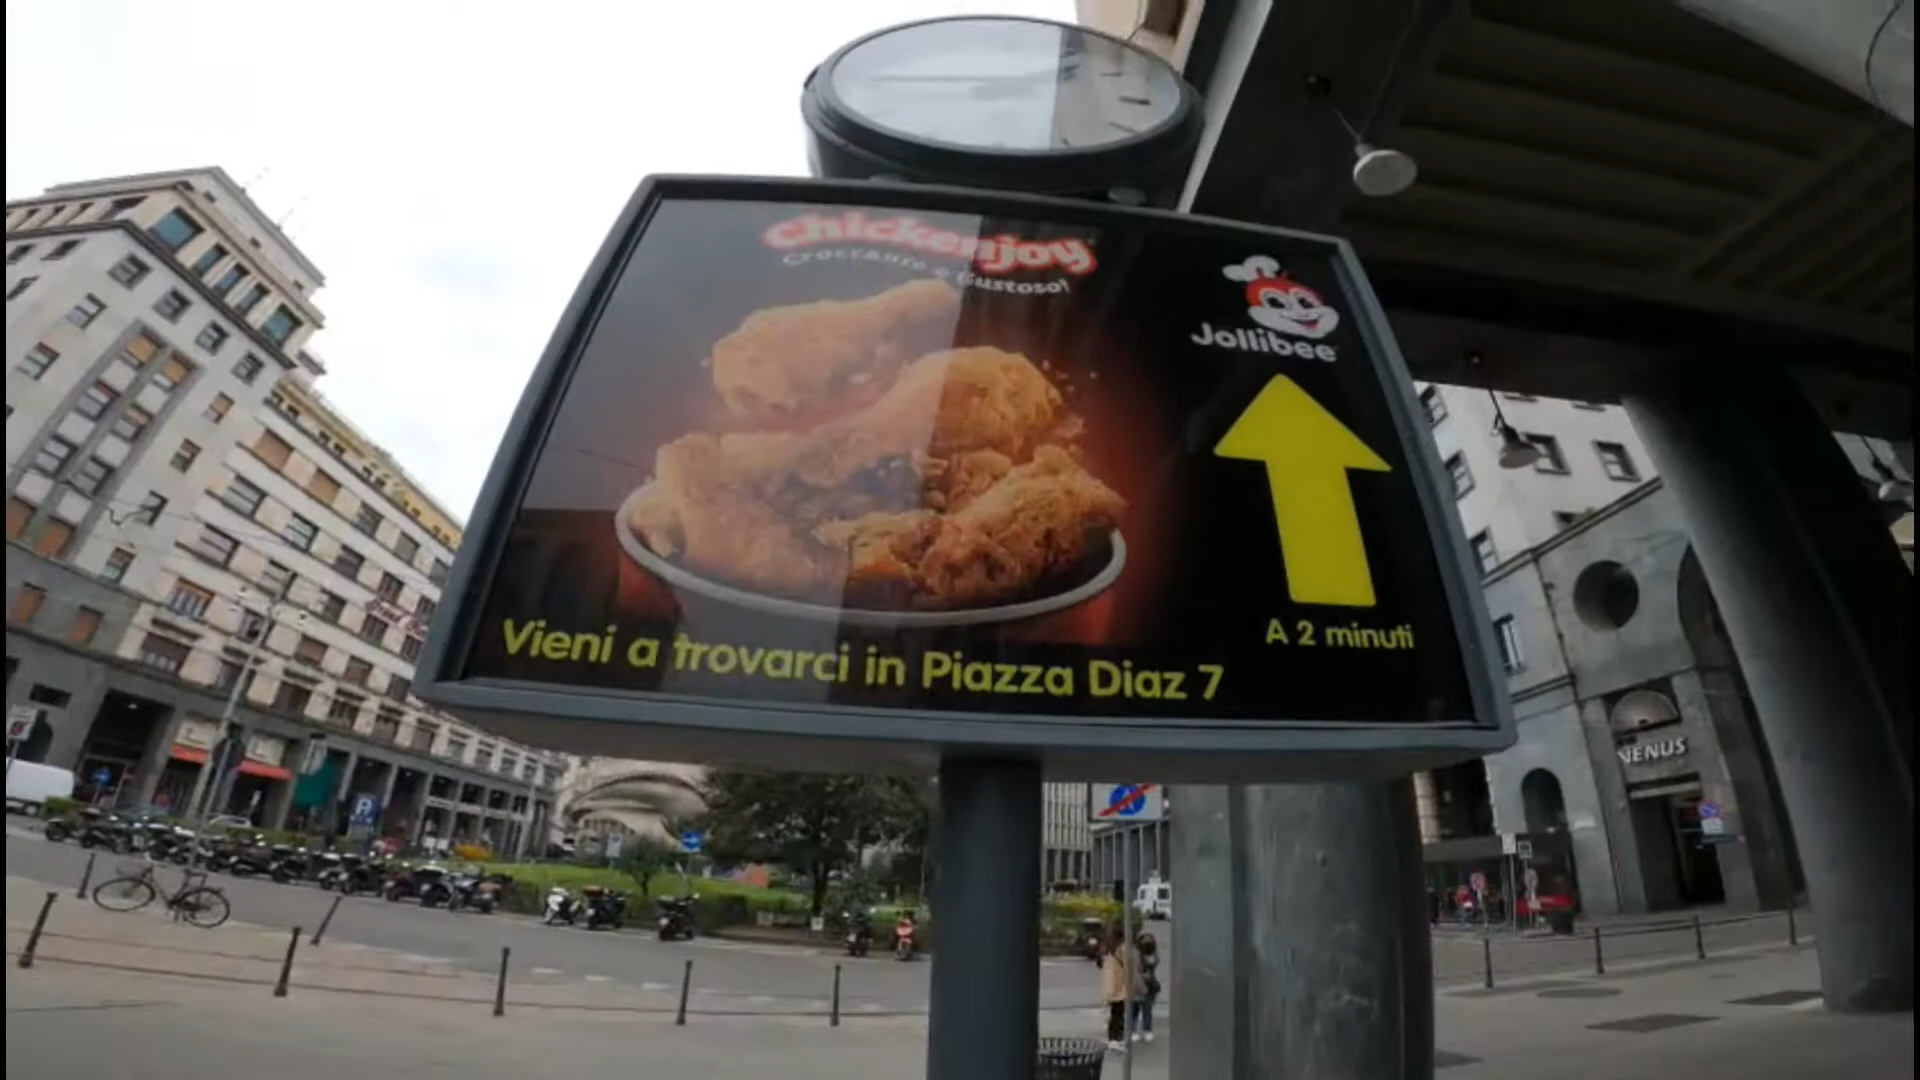 Chickenjoy
Croccante e Gustoso!
Jollibee
A 2 minuti
Vieni a trovarci in Piazza Diaz 7
VENUS
P